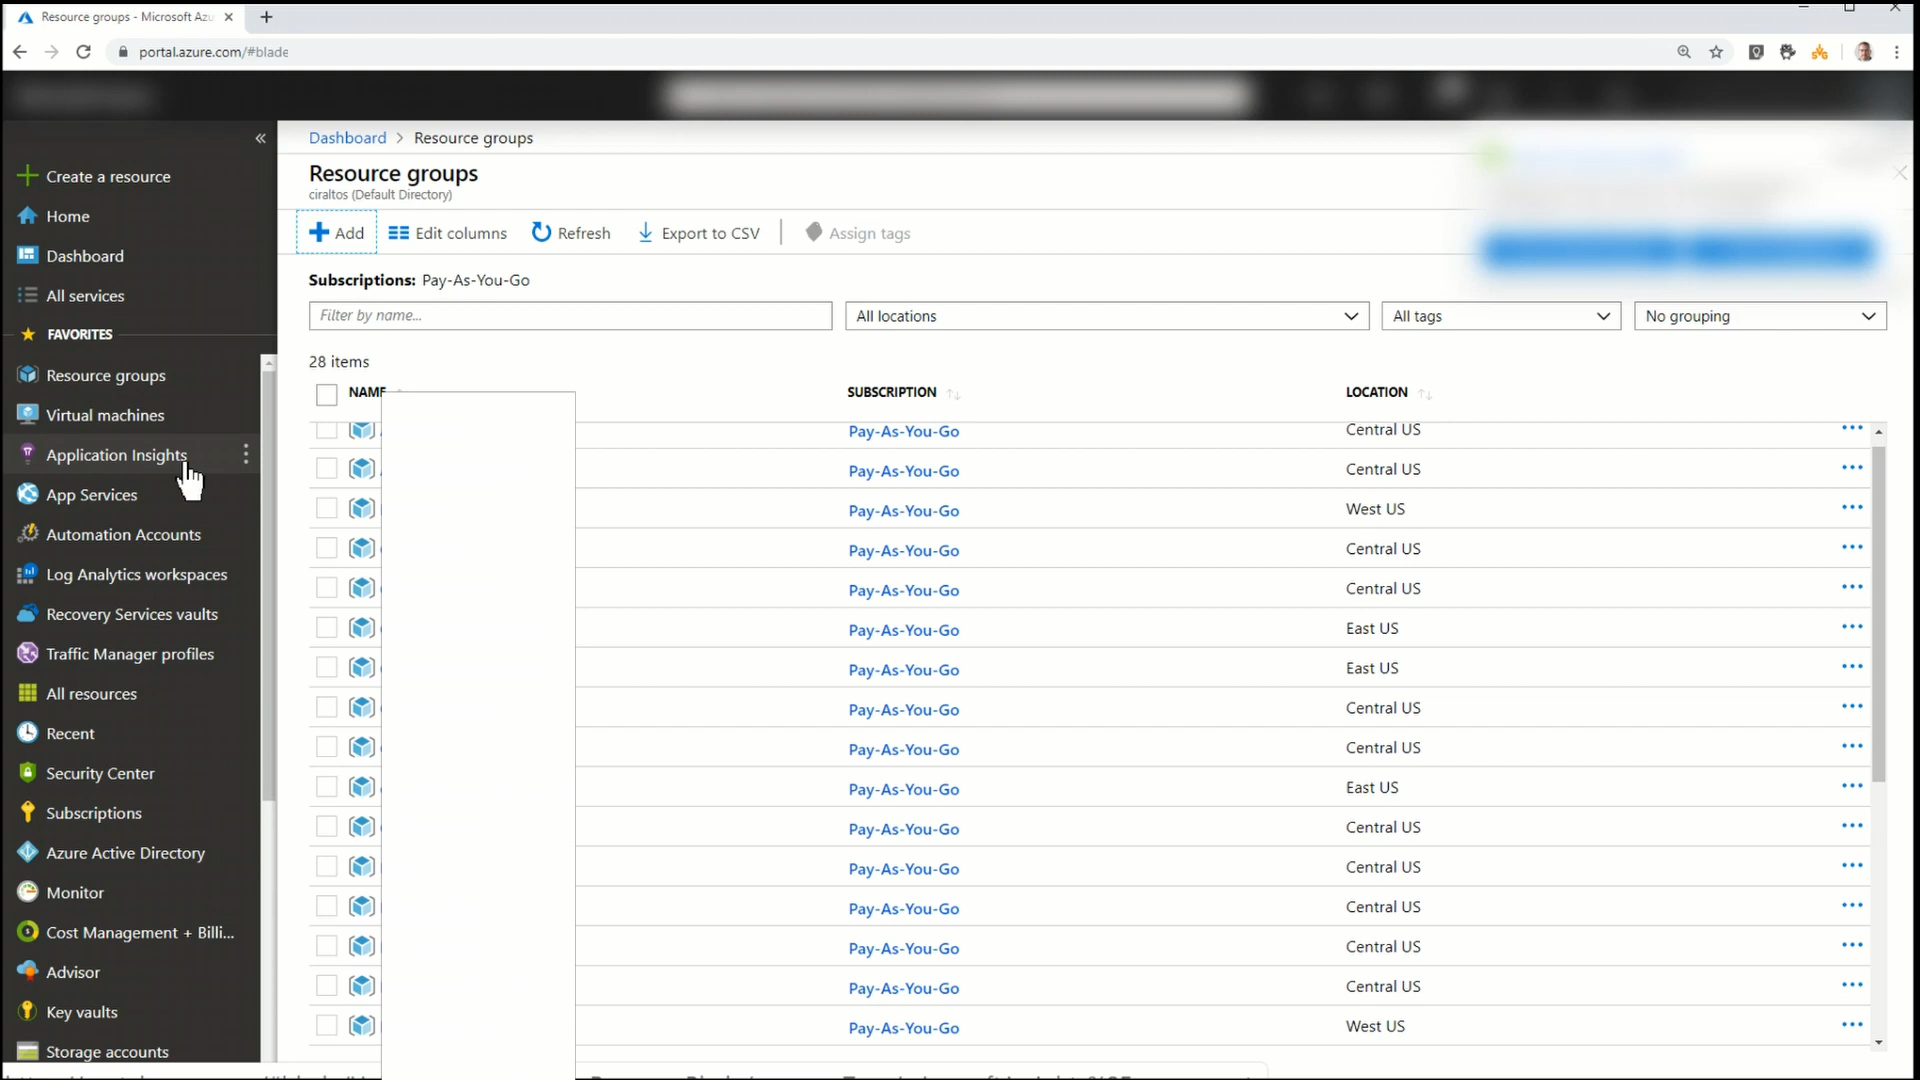 Resource groups - Microsoft Azu
portal.azure.com/#blade
Create a resource
Home
Dashboard
All services
FAVORITES
Resource groups
Virtual machines
Application Insights
App Services
Automation Accounts
Log Analytics workspaces
Recovery Services vaults
Traffic Manager profiles
All resources
Recent
Security Center
Subscriptions
Azure Active Directory
Monitor
Cost Management + Billi...
Advisor
Key vaults
Storage accounts
Dashboard > Resource groups
Resource groups
ciraltos (Default Directory)
Add Edit columns Refresh Export to CSV Assign tags
Subscriptions: Pay-As-You-Go
Filter by name... All locations All tags No grouping
28 items
NAME SUBSCRIPTION LOCATION
Pay-As-You-Go Central US
Pay-As-You-Go Central US
Pay-As-You-Go West US
Pay-As-You-Go Central US
Pay-As-You-Go Central US
Pay-As-You-Go East US
Pay-As-You-Go East US
Pay-As-You-Go Central US
Pay-As-You-Go Central US
Pay-As-You-Go East US
Pay-As-You-Go Central US
Pay-As-You-Go Central US
Pay-As-You-Go Central US
Pay-As-You-Go Central US
Pay-As-You-Go Central US
Pay-As-You-Go West US